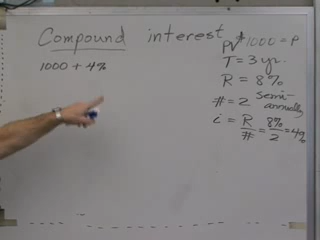 Compound interest
1000 + 4%
PV $1000 = P
T = 3 yr.
R = 8%
# = 2 semi-
annually
i = R/# = 8%/2 = 4%